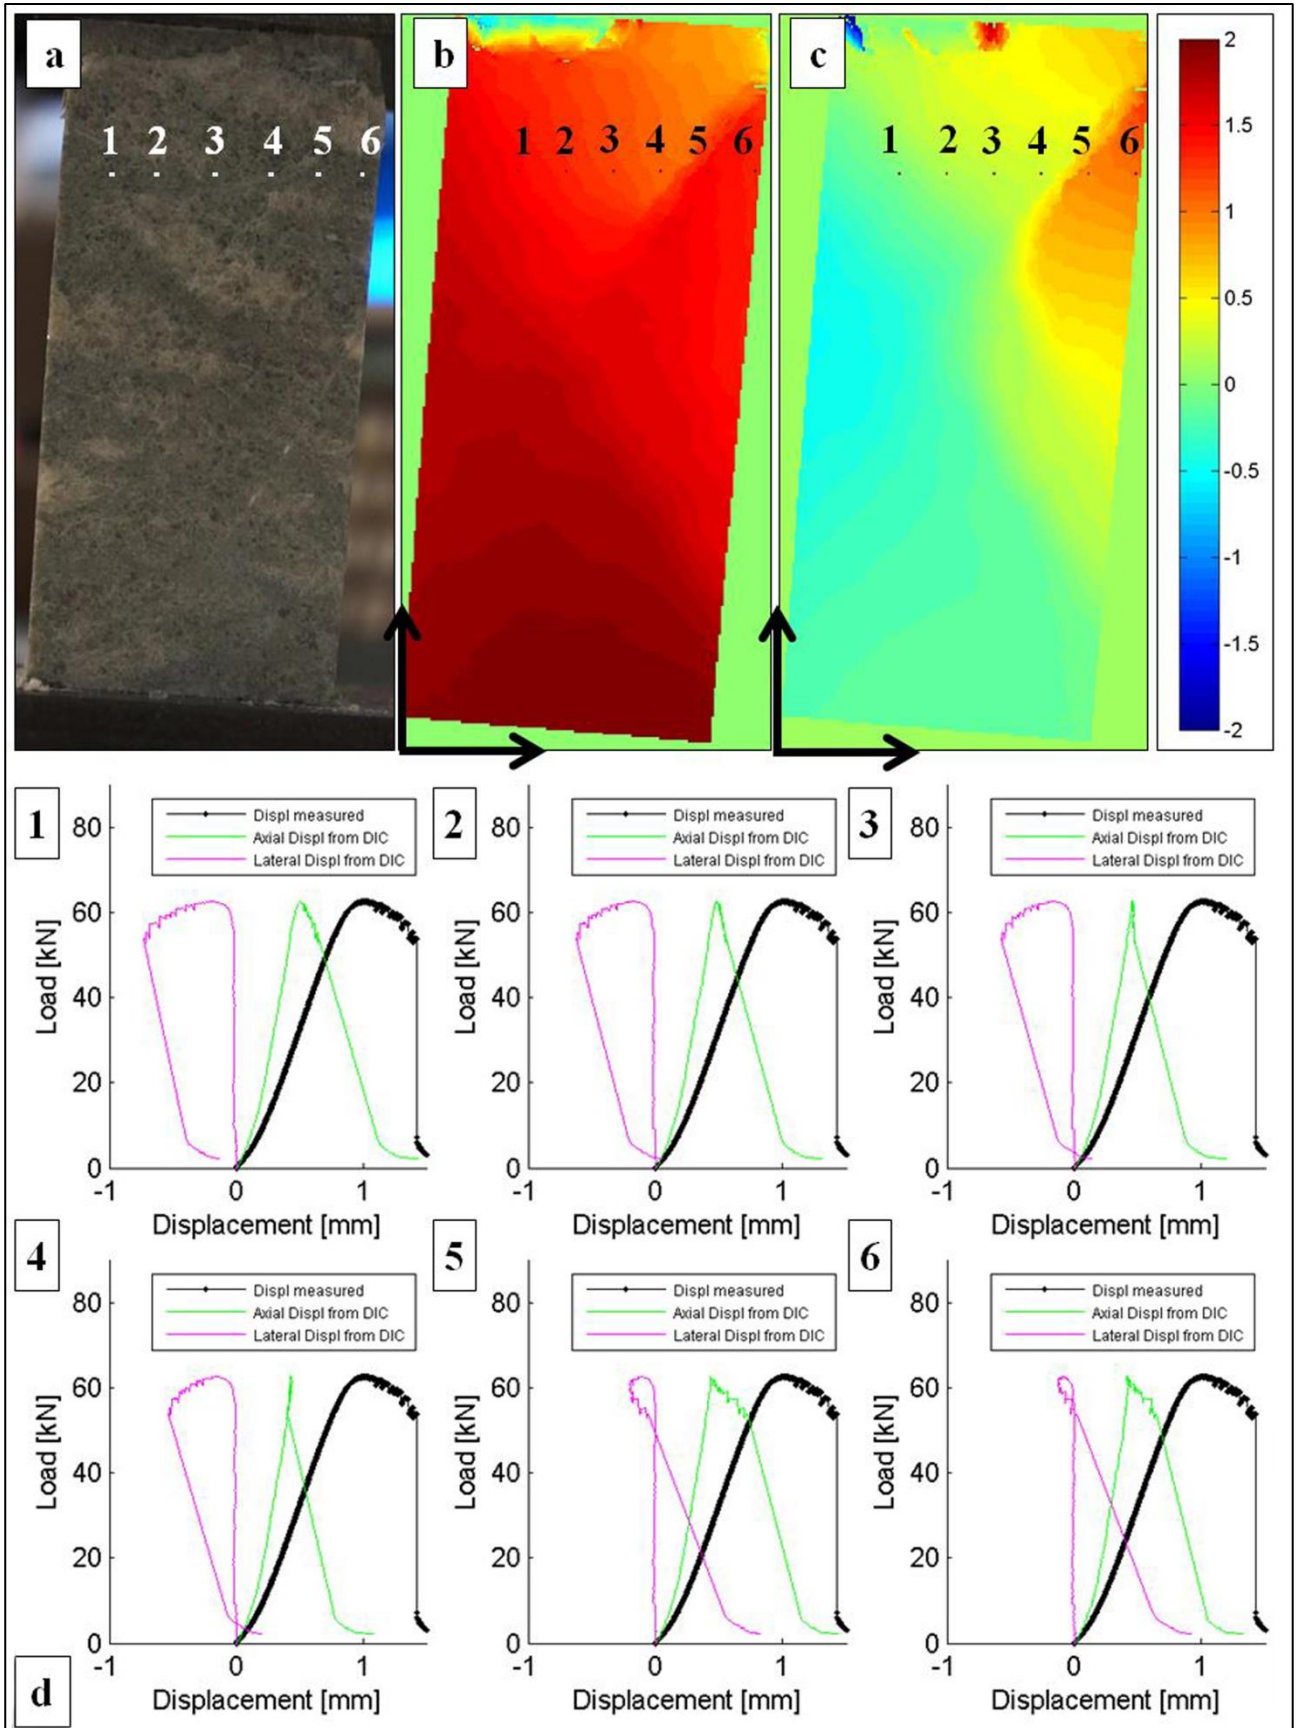 a b c
2
1.5
1
0.5
0
-0.5
-1
-1.5
-2
1 2 3 4 5 6
1 2 3 4 5 6
1 2 3 4 5 6
1
Displ measured
Axial Displ from DIC
Lateral Displ from DIC
80
60
40
20
0
Load [kN]
-1 0 1
Displacement [mm]
2
Displ measured
Axial Displ from DIC
Lateral Displ from DIC
80
60
40
20
0
Load [kN]
-1 0 1
Displacement [mm]
3
Displ measured
Axial Displ from DIC
Lateral Displ from DIC
80
60
40
20
0
Load [kN]
-1 0 1
Displacement [mm]
4
Displ measured
Axial Displ from DIC
Lateral Displ from DIC
80
60
40
20
0
Load [kN]
-1 0 1
Displacement [mm]
5
Displ measured
Axial Displ from DIC
Lateral Displ from DIC
80
60
40
20
0
Load [kN]
-1 0 1
Displacement [mm]
6
Displ measured
Axial Displ from DIC
Lateral Displ from DIC
80
60
40
20
0
Load [kN]
-1 0 1
Displacement [mm]
d